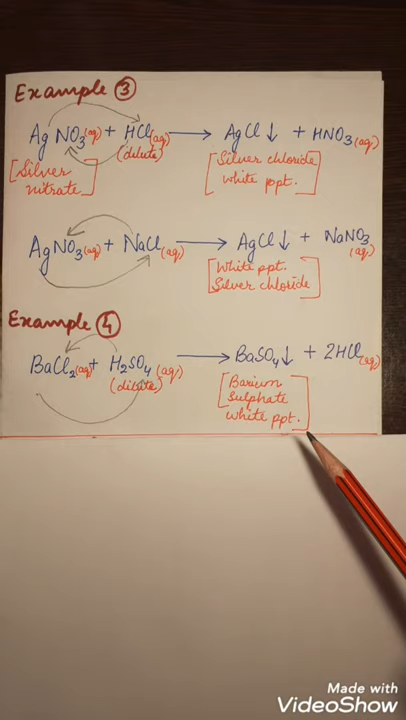 Example ③
AgNO₃(aq) + HCl(aq) ⟶ AgCl↓ + HNO₃(aq)
(dilute)
[Silver nitrate]
[Silver chloride
white ppt.]
AgNO₃(aq) + NaCl(aq) ⟶ AgCl↓ + NaNO₃(aq)
[White ppt.
Silver chloride]
Example ④
BaCl₂(aq) + H₂SO₄(aq) ⟶ BaSO₄↓ + 2HCl(aq)
(dilute)
[Barium
Sulphate
White ppt.]
Made with
VideoShow